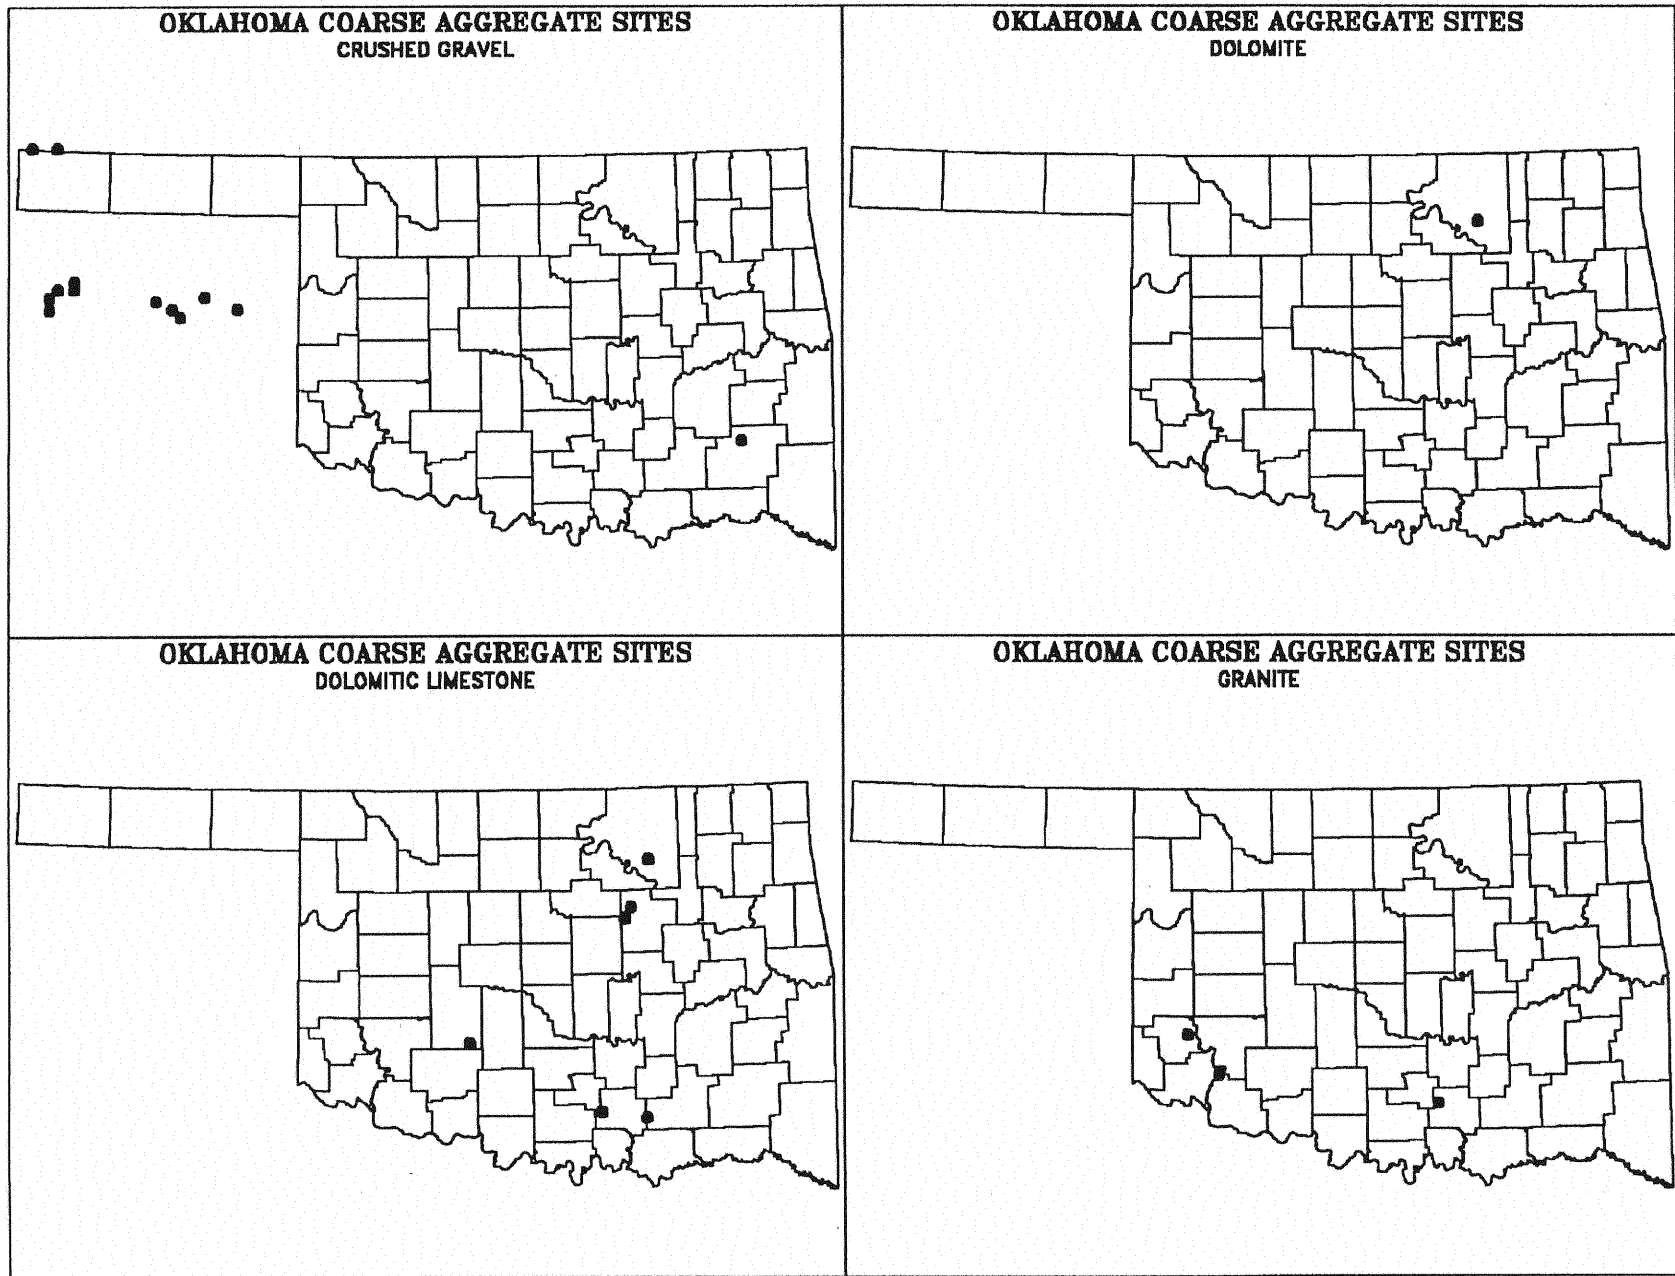 OKLAHOMA COARSE AGGREGATE SITES
CRUSHED GRAVEL
OKLAHOMA COARSE AGGREGATE SITES
DOLOMITE
OKLAHOMA COARSE AGGREGATE SITES
DOLOMITIC LIMESTONE
OKLAHOMA COARSE AGGREGATE SITES
GRANITE